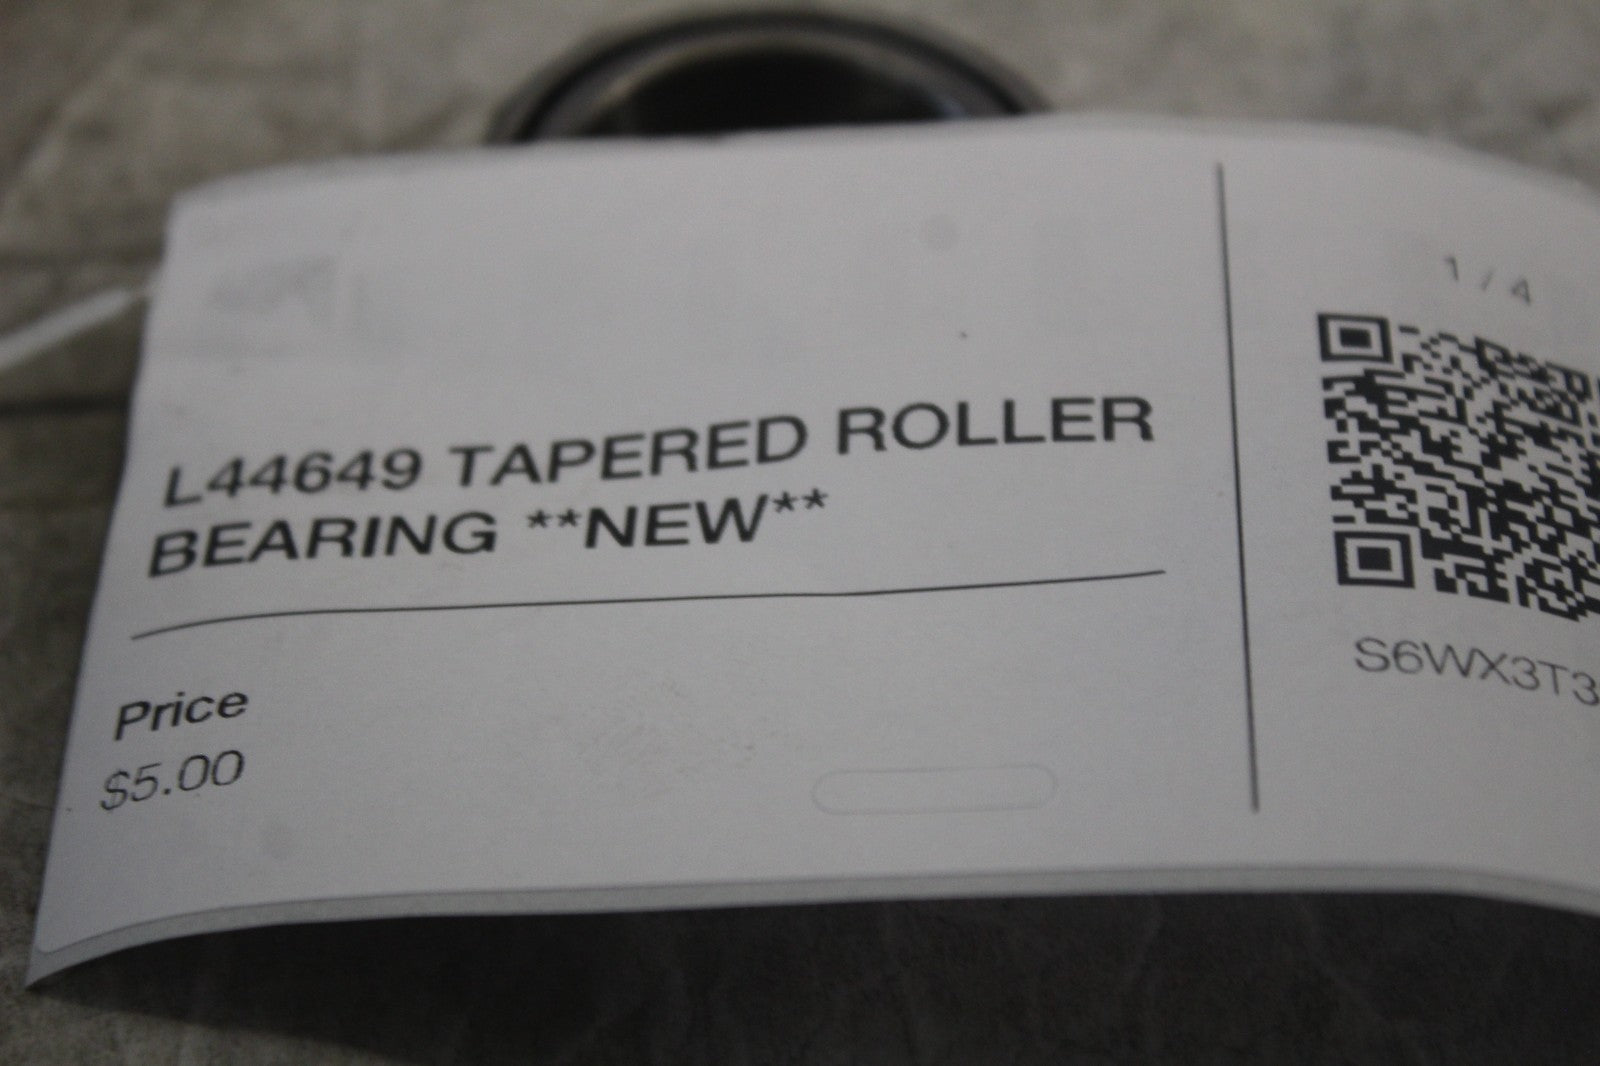 L44649 TAPERED ROLLER
BEARING **NEW**
Price
$5.00
1 / 4
S6WX3T3